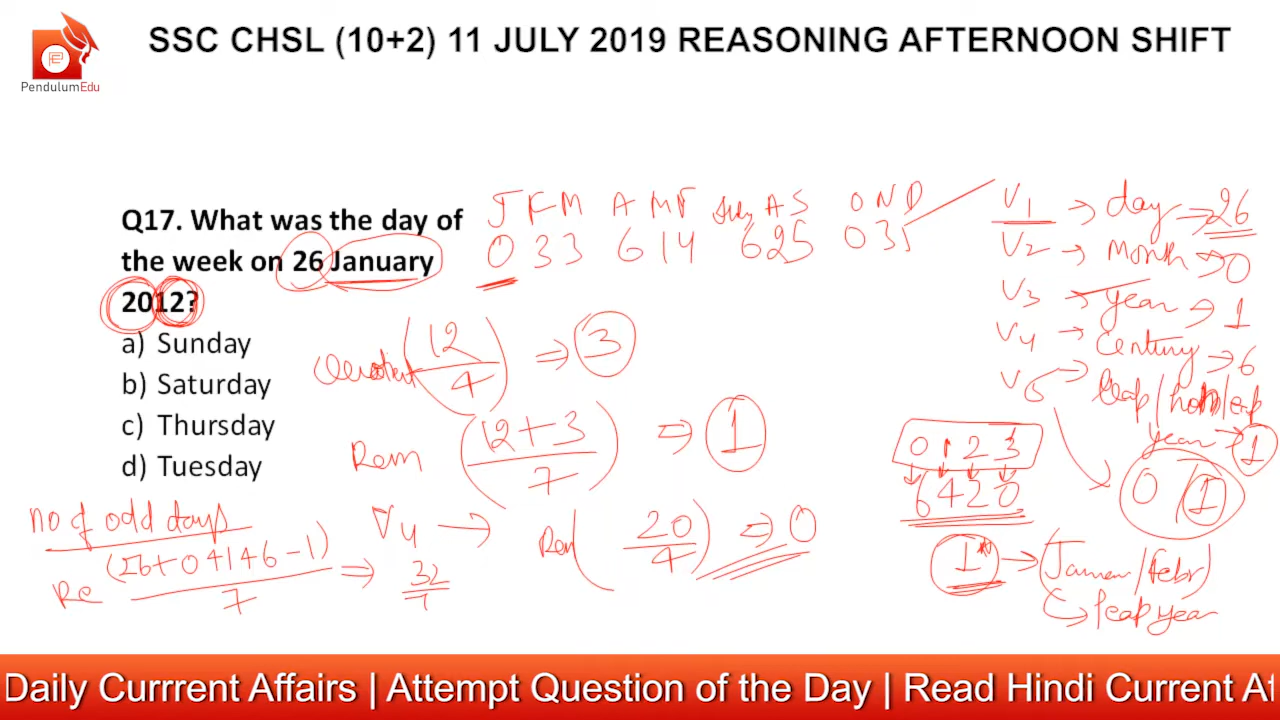 SSC CHSL (10+2) 11 JULY 2019 REASONING AFTERNOON SHIFT
PendulumEdu
Q17. What was the day of
the week on 26 January
2012?
a) Sunday
b) Saturday
c) Thursday
d) Tuesday
J F M A M J July A S O N D
0 3 3 6 1 4 6 2 5 0 3 5
V1 → day → 26
V2 → month → 0
V3 → year → 1
V4 → Century → 6
V5 → leap/non leap
year → 1
0 / 1
12/4 ⇒ 3
Rem (12+3)/7 ⇒ 1
V4 → Rem (20/4) ⇒ 0
0 1 2 3
6 4 2 0
1 → January/Febr)
→ leap year
no of odd days
Re (26+0+1+6-1)/7 ⇒ 32
Daily Currrent Affairs | Attempt Question of the Day | Read Hindi Current Af